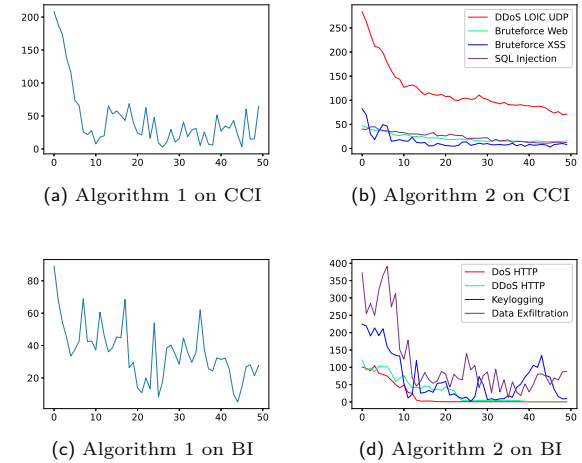 200
150
100
50
0
0 10 20 30 40 50
(a) Algorithm 1 on CCI
250
200
150
100
50
0
0 10 20 30 40 50
DDoS LOIC UDP
Bruteforce Web
Bruteforce XSS
SQL Injection
(b) Algorithm 2 on CCI
80
60
40
20
0 10 20 30 40 50
(c) Algorithm 1 on BI
400
350
300
250
200
150
100
50
0
0 10 20 30 40 50
DoS HTTP
DDoS HTTP
Keylogging
Data Exfiltration
(d) Algorithm 2 on BI